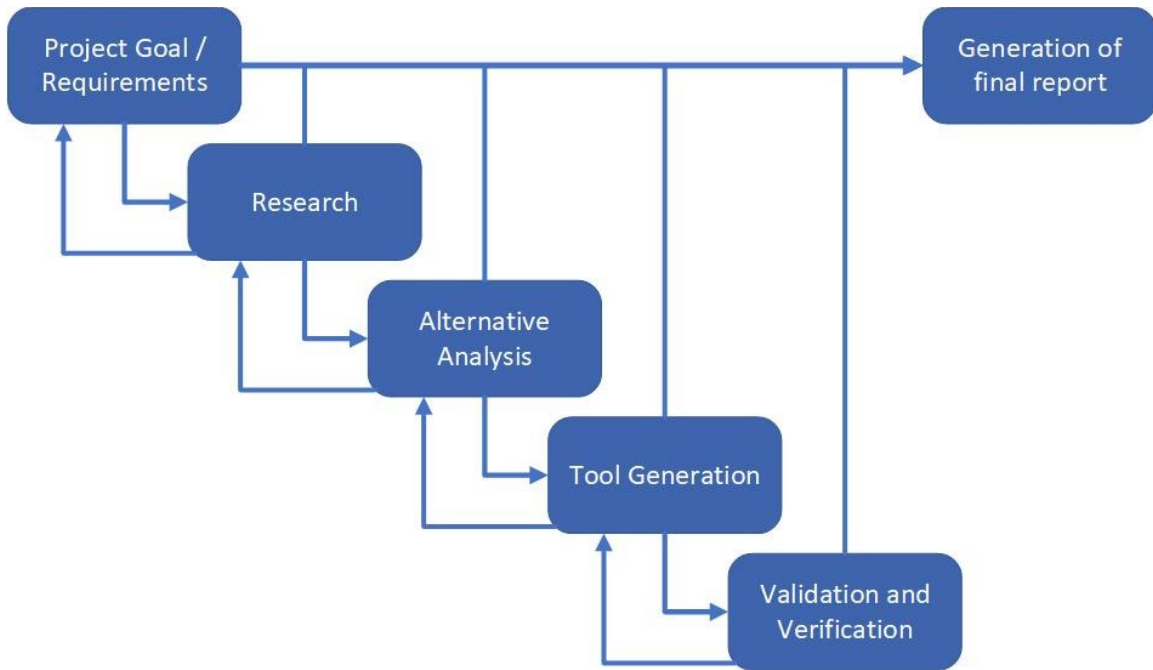 Project Goal /
Requirements
Generation of
final report
Research
Alternative
Analysis
Tool Generation
Validation and
Verification